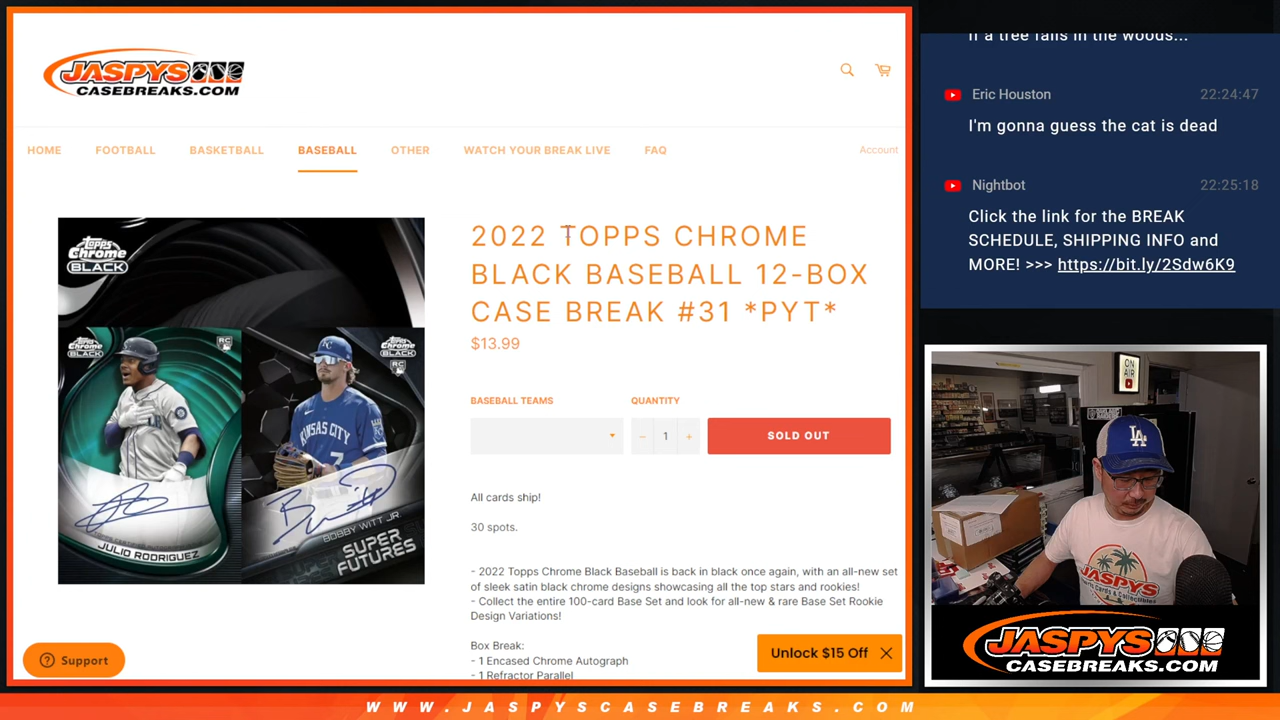 JASPYS
CASEBREAKS.COM
HOME FOOTBALL BASKETBALL BASEBALL OTHER WATCH YOUR BREAK LIVE FAQ Account
Topps
Chrome
BLACK
Topps
Chrome
BLACK
RC
Topps
Chrome
BLACK
RC
KANSAS CITY
7
JULIO RODRIGUEZ
BOBBY WITT JR.
SUPER
FUTURES
2022 TOPPS CHROME
BLACK BASEBALL 12-BOX
CASE BREAK #31 *PYT*
$13.99
BASEBALL TEAMS QUANTITY
− 1 + SOLD OUT
All cards ship!
30 spots.
- 2022 Topps Chrome Black Baseball is back in black once again, with an all-new set
of sleek satin black chrome designs showcasing all the top stars and rookies!
- Collect the entire 100-card Base Set and look for all-new & rare Base Set Rookie
Design Variations!
Box Break:
- 1 Encased Chrome Autograph
- 1 Refractor Parallel
Support
Unlock $15 Off
If a tree falls in the woods...
Eric Houston 22:24:47
I'm gonna guess the cat is dead
Nightbot 22:25:18
Click the link for the BREAK
SCHEDULE, SHIPPING INFO and
MORE! >>> https://bit.ly/2Sdw6K9
ON
AIR
LA
JASPYS
JASPYS
CASEBREAKS.COM
WWW.JASPYSCASEBREAKS.COM